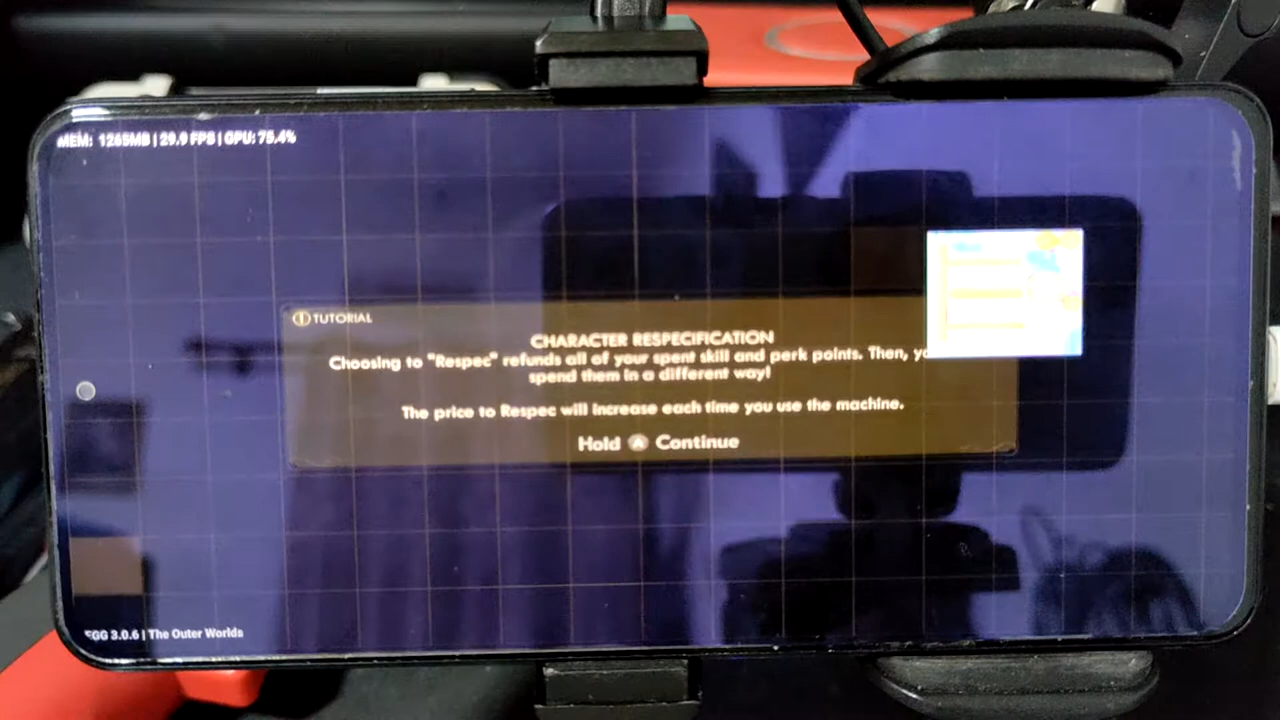 MEM: 1265MB | 29.9 FPS | GPU: 75.4%
TUTORIAL
CHARACTER RESPECIFICATION
Choosing to "Respec" refunds all of your spent skill and perk points. Then,
spend them in a different way!
The price to Respec will increase each time you use the machine.
Hold A Continue
EGG 3.0.6 | The Outer Worlds